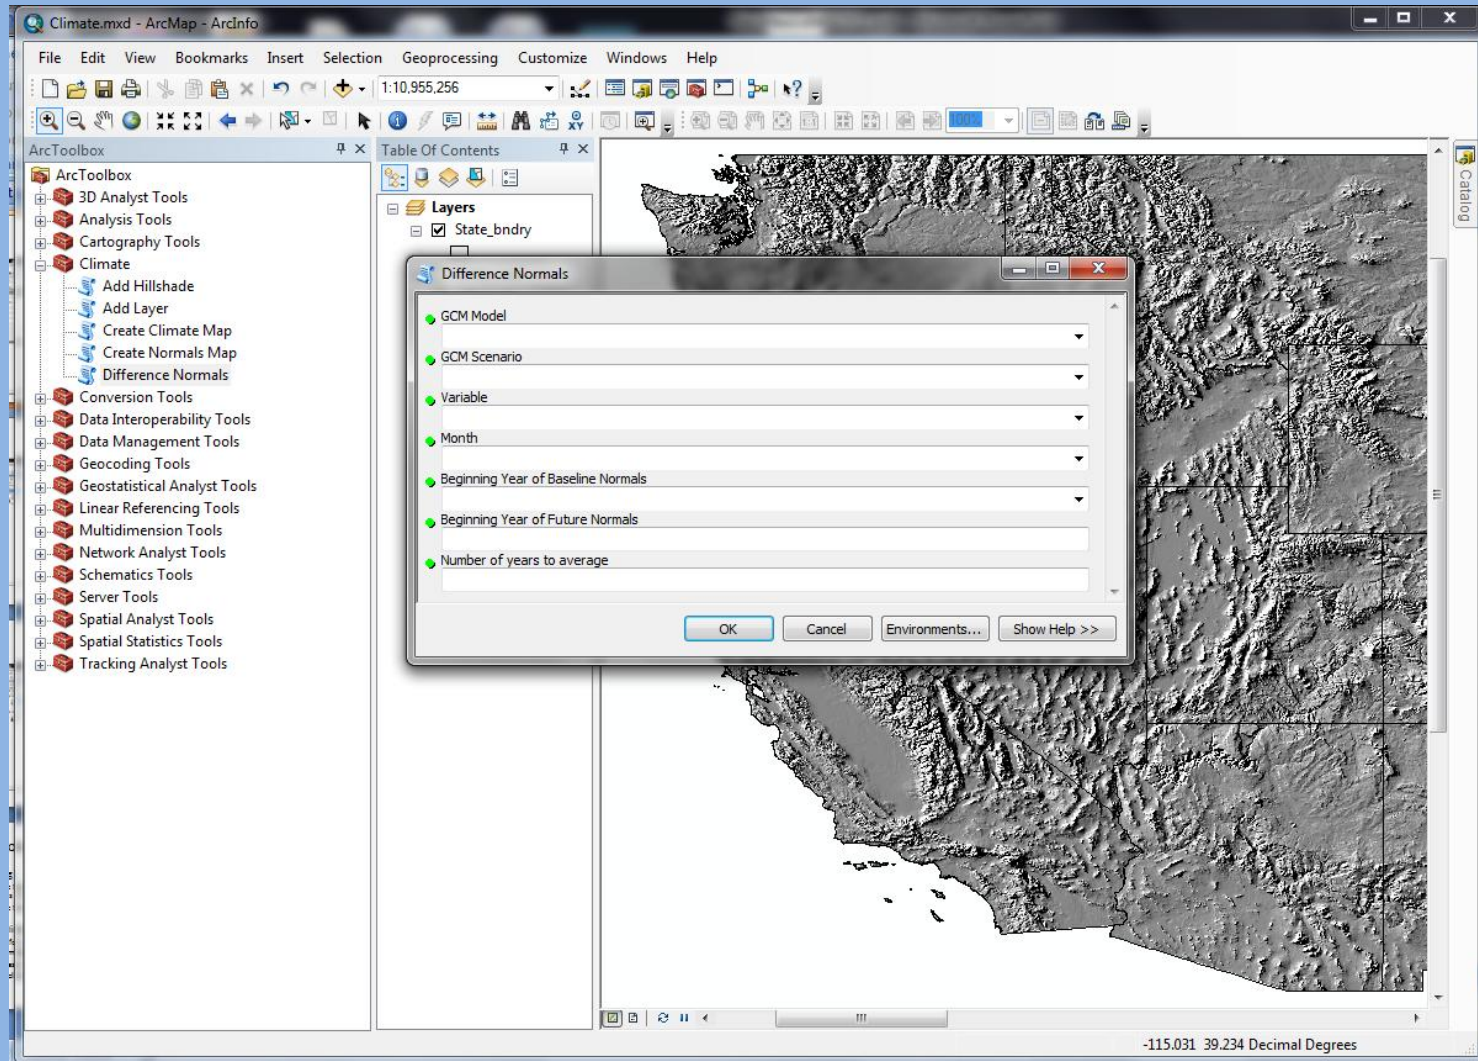 Climate.mxd - ArcMap - ArcInfo
File Edit View Bookmarks Insert Selection Geoprocessing Customize Windows Help
1:10,955,256
100%
ArcToolbox
ArcToolbox
3D Analyst Tools
Analysis Tools
Cartography Tools
Climate
Add Hillshade
Add Layer
Create Climate Map
Create Normals Map
Difference Normals
Conversion Tools
Data Interoperability Tools
Data Management Tools
Geocoding Tools
Geostatistical Analyst Tools
Linear Referencing Tools
Multidimension Tools
Network Analyst Tools
Schematics Tools
Server Tools
Spatial Analyst Tools
Spatial Statistics Tools
Tracking Analyst Tools
Table Of Contents
Layers
State_bndry
Difference Normals
GCM Model
GCM Scenario
Variable
Month
Beginning Year of Baseline Normals
Beginning Year of Future Normals
Number of years to average
OK Cancel Environments... Show Help >>
Catalog
-115.031 39.234 Decimal Degrees